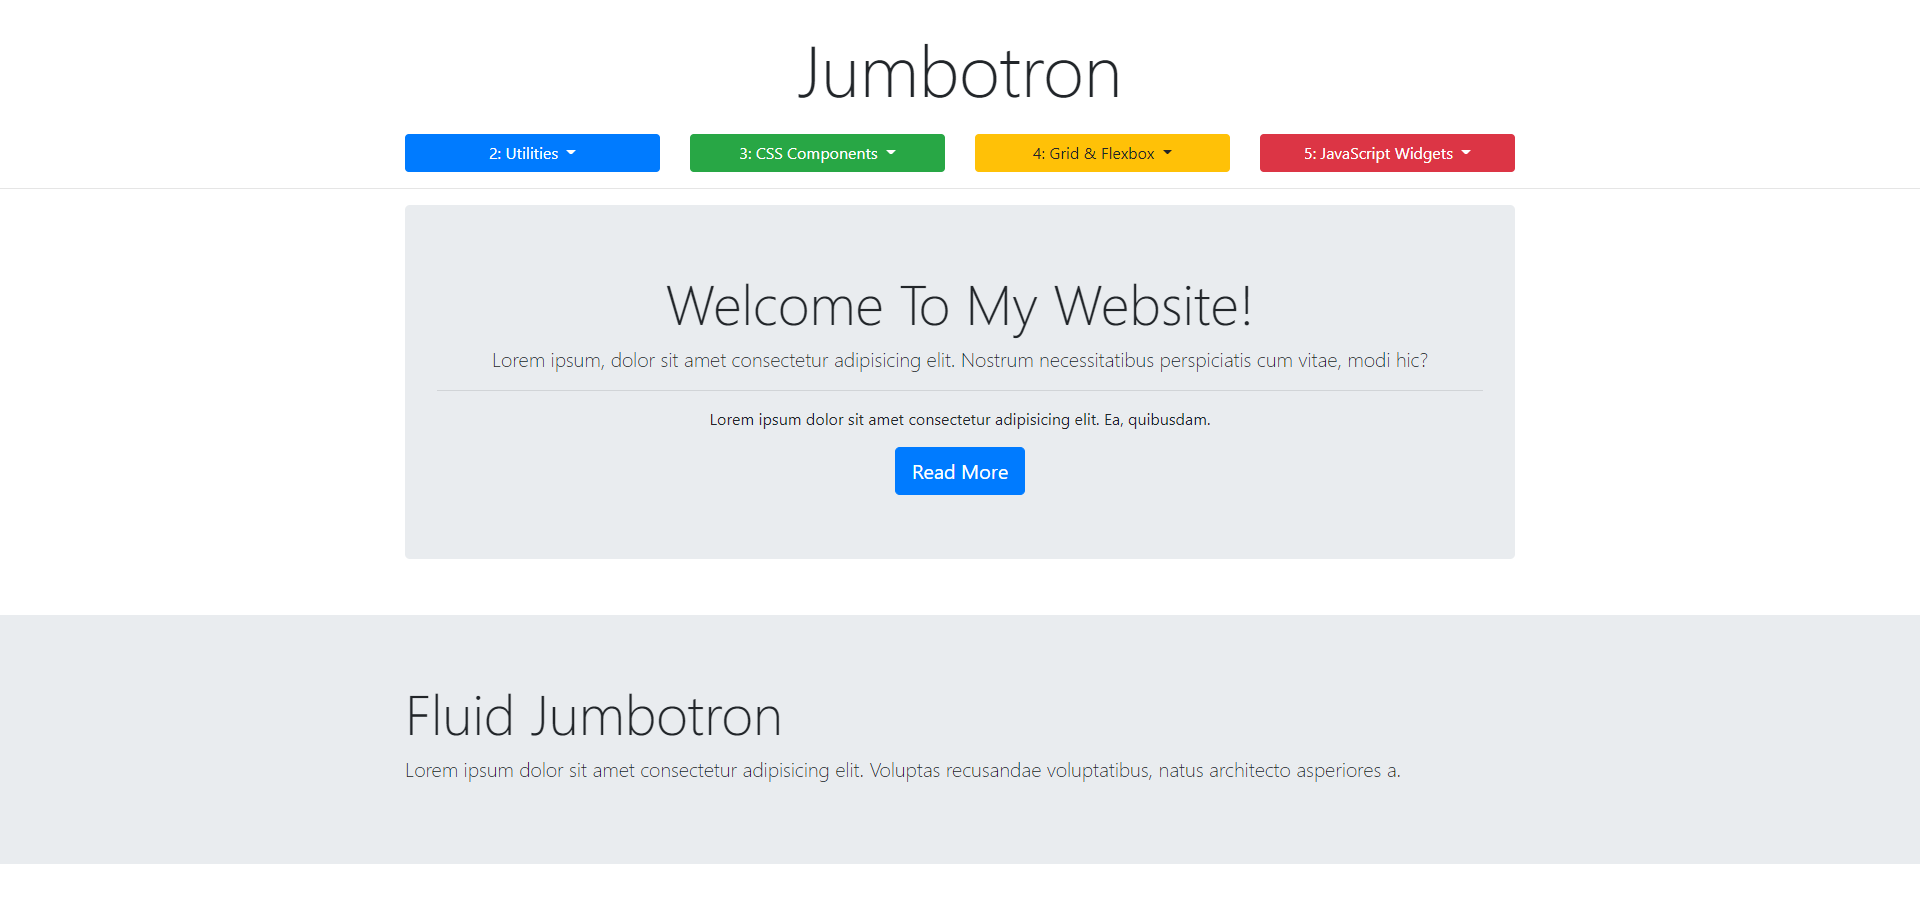 Jumbotron
2: Utilities
3: CSS Components
4: Grid & Flexbox
5: JavaScript Widgets
Welcome To My Website!
Lorem ipsum, dolor sit amet consectetur adipisicing elit. Nostrum necessitatibus perspiciatis cum vitae, modi hic?
Lorem ipsum dolor sit amet consectetur adipisicing elit. Ea, quibusdam.
Read More
Fluid Jumbotron
Lorem ipsum dolor sit amet consectetur adipisicing elit. Voluptas recusandae voluptatibus, natus architecto asperiores a.